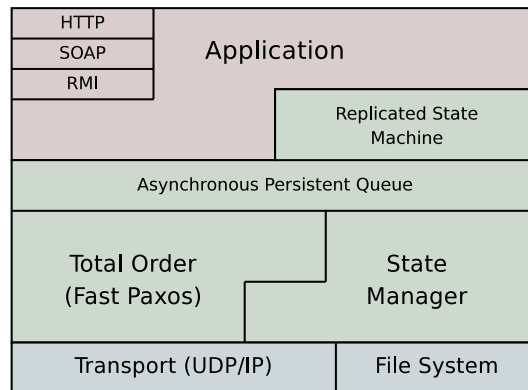 HTTP
SOAP
RMI
Application
Replicated State
Machine
Asynchronous Persistent Queue
Total Order
(Fast Paxos)
State
Manager
Transport (UDP/IP)
File System